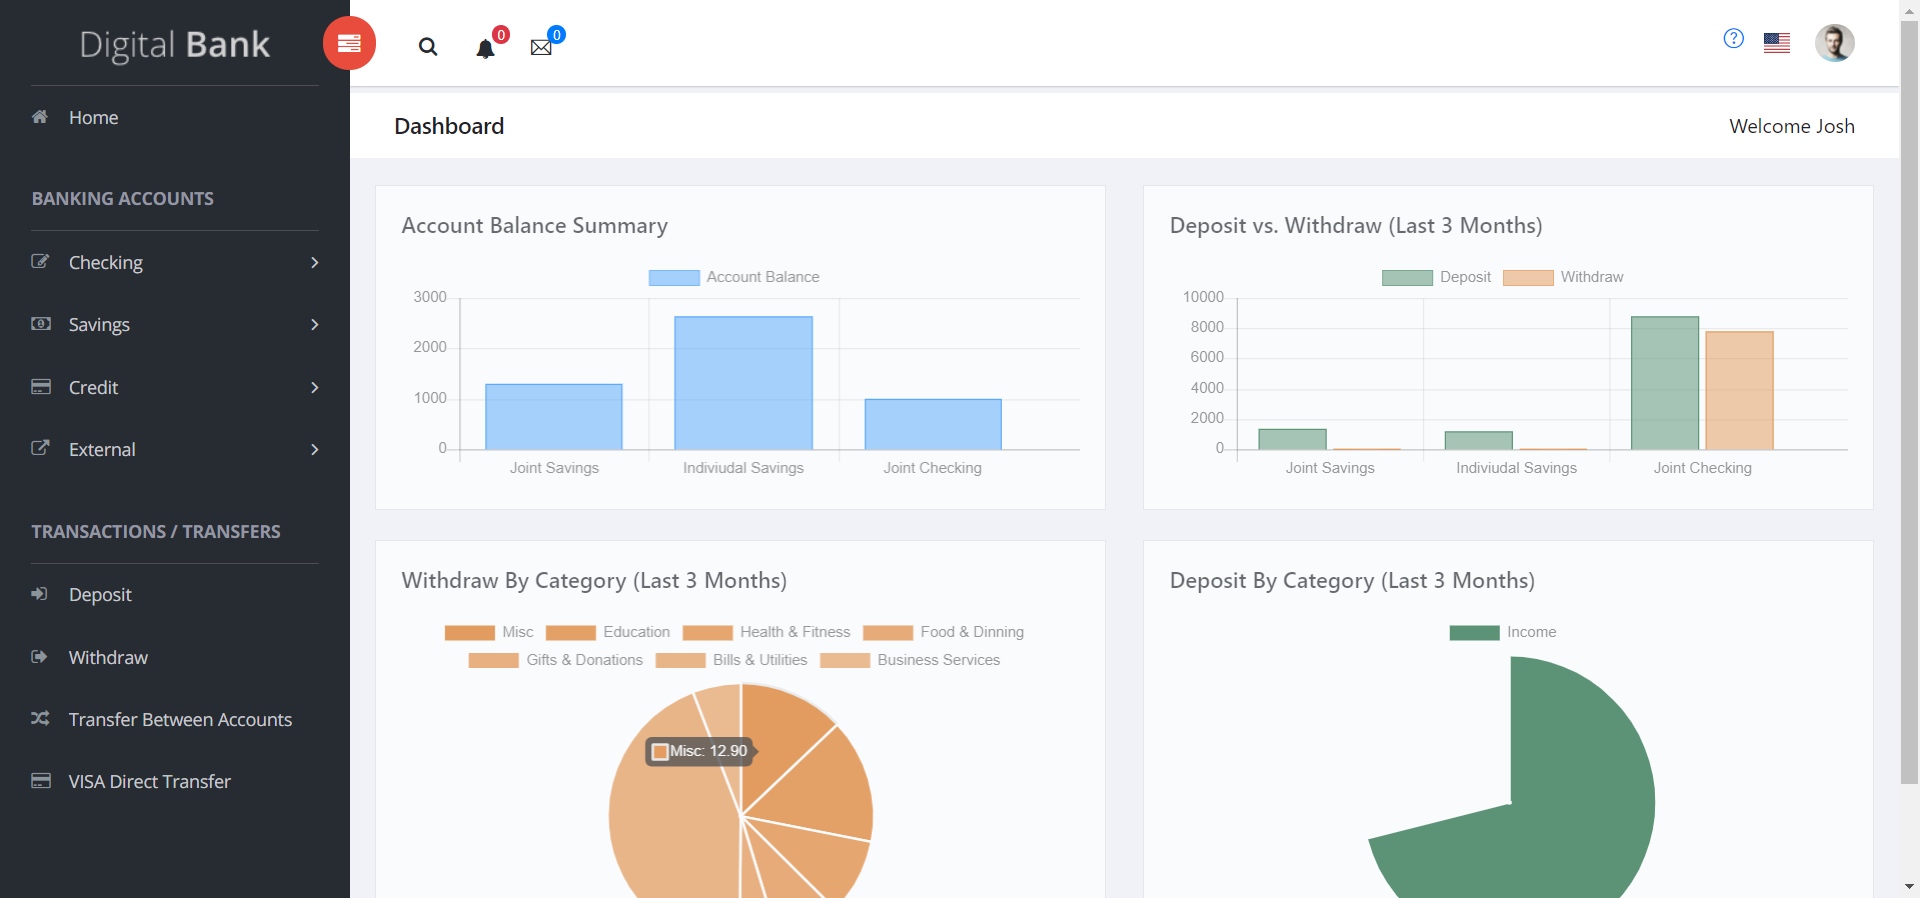 Digital Bank
0
0
?
Home
Dashboard
Welcome Josh
BANKING ACCOUNTS
Checking
Savings
Credit
External
TRANSACTIONS / TRANSFERS
Deposit
Withdraw
Transfer Between Accounts
VISA Direct Transfer
Account Balance Summary
Account Balance
3000
2000
1000
0
Joint Savings
Indiviudal Savings
Joint Checking
Deposit vs. Withdraw (Last 3 Months)
Deposit
Withdraw
10000
8000
6000
4000
2000
0
Joint Savings
Indiviudal Savings
Joint Checking
Withdraw By Category (Last 3 Months)
Misc
Education
Health & Fitness
Food & Dinning
Gifts & Donations
Bills & Utilities
Business Services
Misc: 12.90
Deposit By Category (Last 3 Months)
Income